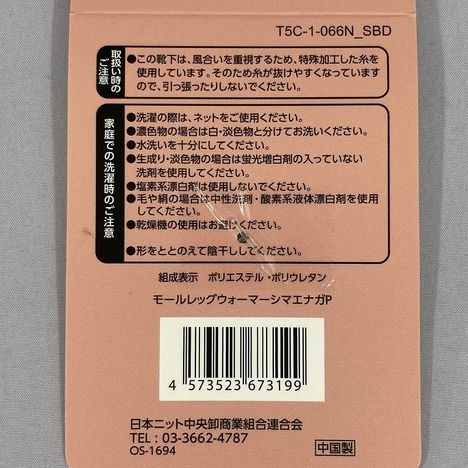 T5C-1-066N_SBD
取扱い時の
ご注意
●この靴下は、風合いを重視するため、特殊加工した糸を
使用しています。そのため糸が抜けやすくなっています
ので、引っ張ったりしないでください。
家庭での洗濯時のご注意
●洗濯の際は、ネットをご使用ください。
●濃色物の場合は白・淡色物と分けてお洗いください。
●水洗いを十分にしてください。
●生成り・淡色物の場合は蛍光増白剤の入っていない
洗剤を使用してください。
●塩素系漂白剤は使用しないでください。
●毛や絹の場合は中性洗剤・酸素系液体漂白剤を使用
してください。
●乾燥機の使用はお避けください。
●形をととのえて陰干ししてください。
組成表示 ポリエステル・ポリウレタン
モールレッグウォーマーシマエナガP
4 573523 673199
日本ニット中央卸商業組合連合会
TEL : 03-3662-4787
OS-1694
中国製